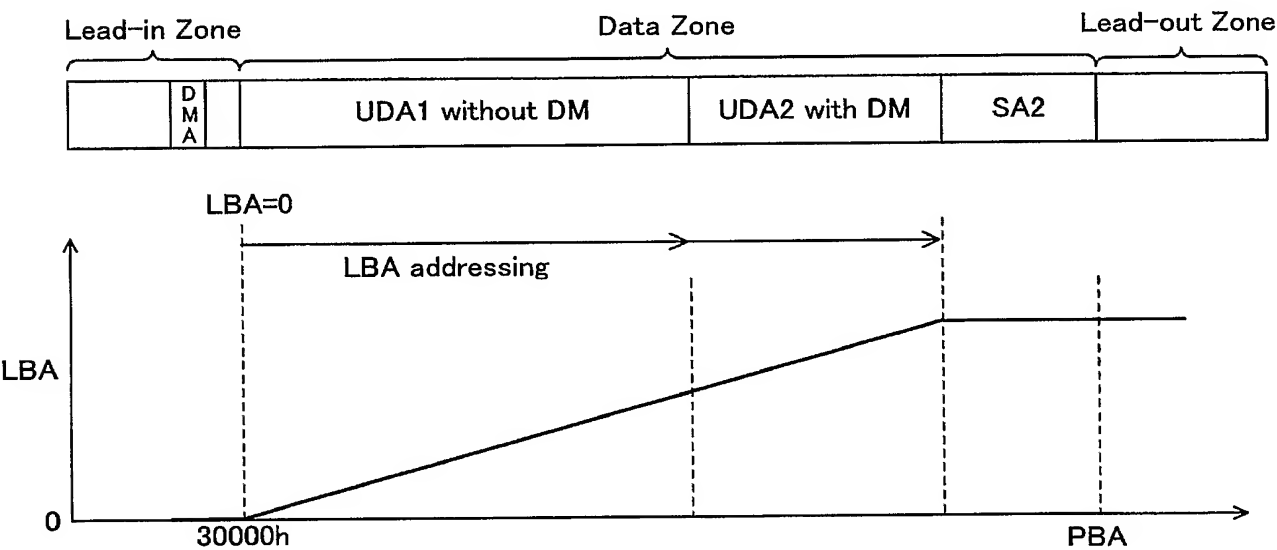 Lead-in Zone
Data Zone
Lead-out Zone
DMA
UDA1 without DM
UDA2 with DM
SA2
LBA=0
LBA addressing
LBA
0
30000h
PBA